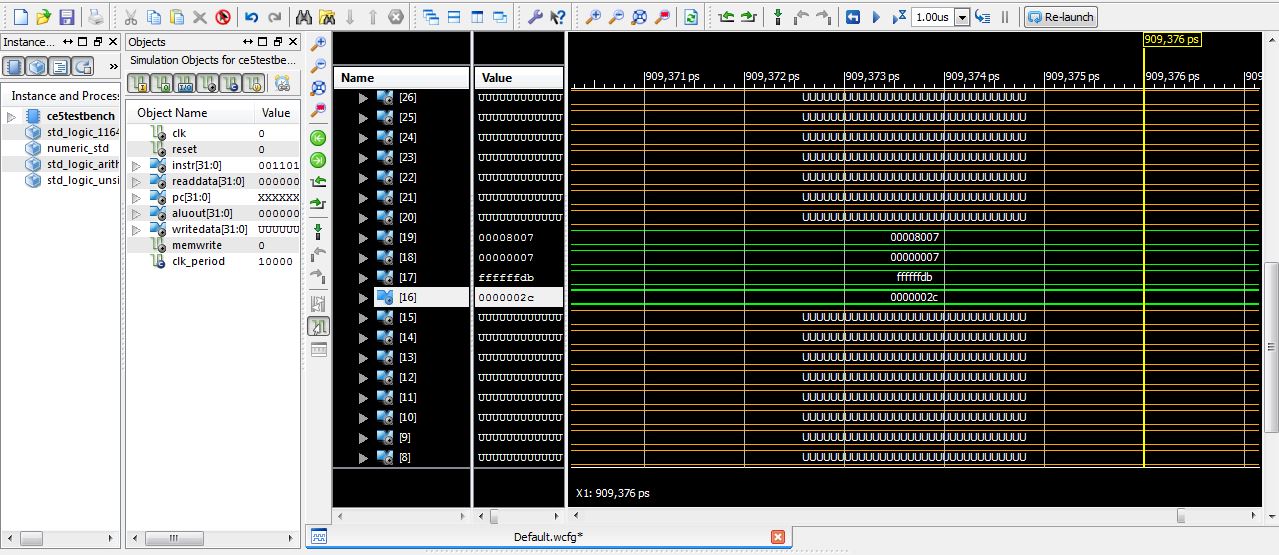 1.00us
Re-launch
Instance...
Objects
Simulation Objects for ce5testbe...
Instance and Process
ce5testbench
std_logic_1164
numeric_std
std_logic_arith
std_logic_unsi
Object Name Value
clk 0
reset 0
instr[31:0] 001101
readdata[31:0] 000000
pc[31:0] XXXXXX
aluout[31:0] 000000
writedata[31:0] UUUUUU
memwrite 0
clk_period 10000
Name Value
909,376 ps
909,371 ps 909,372 ps 909,373 ps 909,374 ps 909,375 ps 909,376 ps 909
[26] UUUUUUUUUUUU UUUUUUUUUUUUUUUUUUUUUUUUUUUUUUUU
[25] UUUUUUUUUUUU UUUUUUUUUUUUUUUUUUUUUUUUUUUUUUUU
[24] UUUUUUUUUUUU UUUUUUUUUUUUUUUUUUUUUUUUUUUUUUUU
[23] UUUUUUUUUUUU UUUUUUUUUUUUUUUUUUUUUUUUUUUUUUUU
[22] UUUUUUUUUUUU UUUUUUUUUUUUUUUUUUUUUUUUUUUUUUUU
[21] UUUUUUUUUUUU UUUUUUUUUUUUUUUUUUUUUUUUUUUUUUUU
[20] UUUUUUUUUUUU UUUUUUUUUUUUUUUUUUUUUUUUUUUUUUUU
[19] 00008007 00008007
[18] 00000007 00000007
[17] ffffffdb ffffffdb
[16] 0000002c 0000002c
[15] UUUUUUUUUUUU UUUUUUUUUUUUUUUUUUUUUUUUUUUUUUUU
[14] UUUUUUUUUUUU UUUUUUUUUUUUUUUUUUUUUUUUUUUUUUUU
[13] UUUUUUUUUUUU UUUUUUUUUUUUUUUUUUUUUUUUUUUUUUUU
[12] UUUUUUUUUUUU UUUUUUUUUUUUUUUUUUUUUUUUUUUUUUUU
[11] UUUUUUUUUUUU UUUUUUUUUUUUUUUUUUUUUUUUUUUUUUUU
[10] UUUUUUUUUUUU UUUUUUUUUUUUUUUUUUUUUUUUUUUUUUUU
[9] UUUUUUUUUUUU UUUUUUUUUUUUUUUUUUUUUUUUUUUUUUUU
[8] UUUUUUUUUUUU UUUUUUUUUUUUUUUUUUUUUUUUUUUUUUUU
X1: 909,376 ps
Default.wcfg*